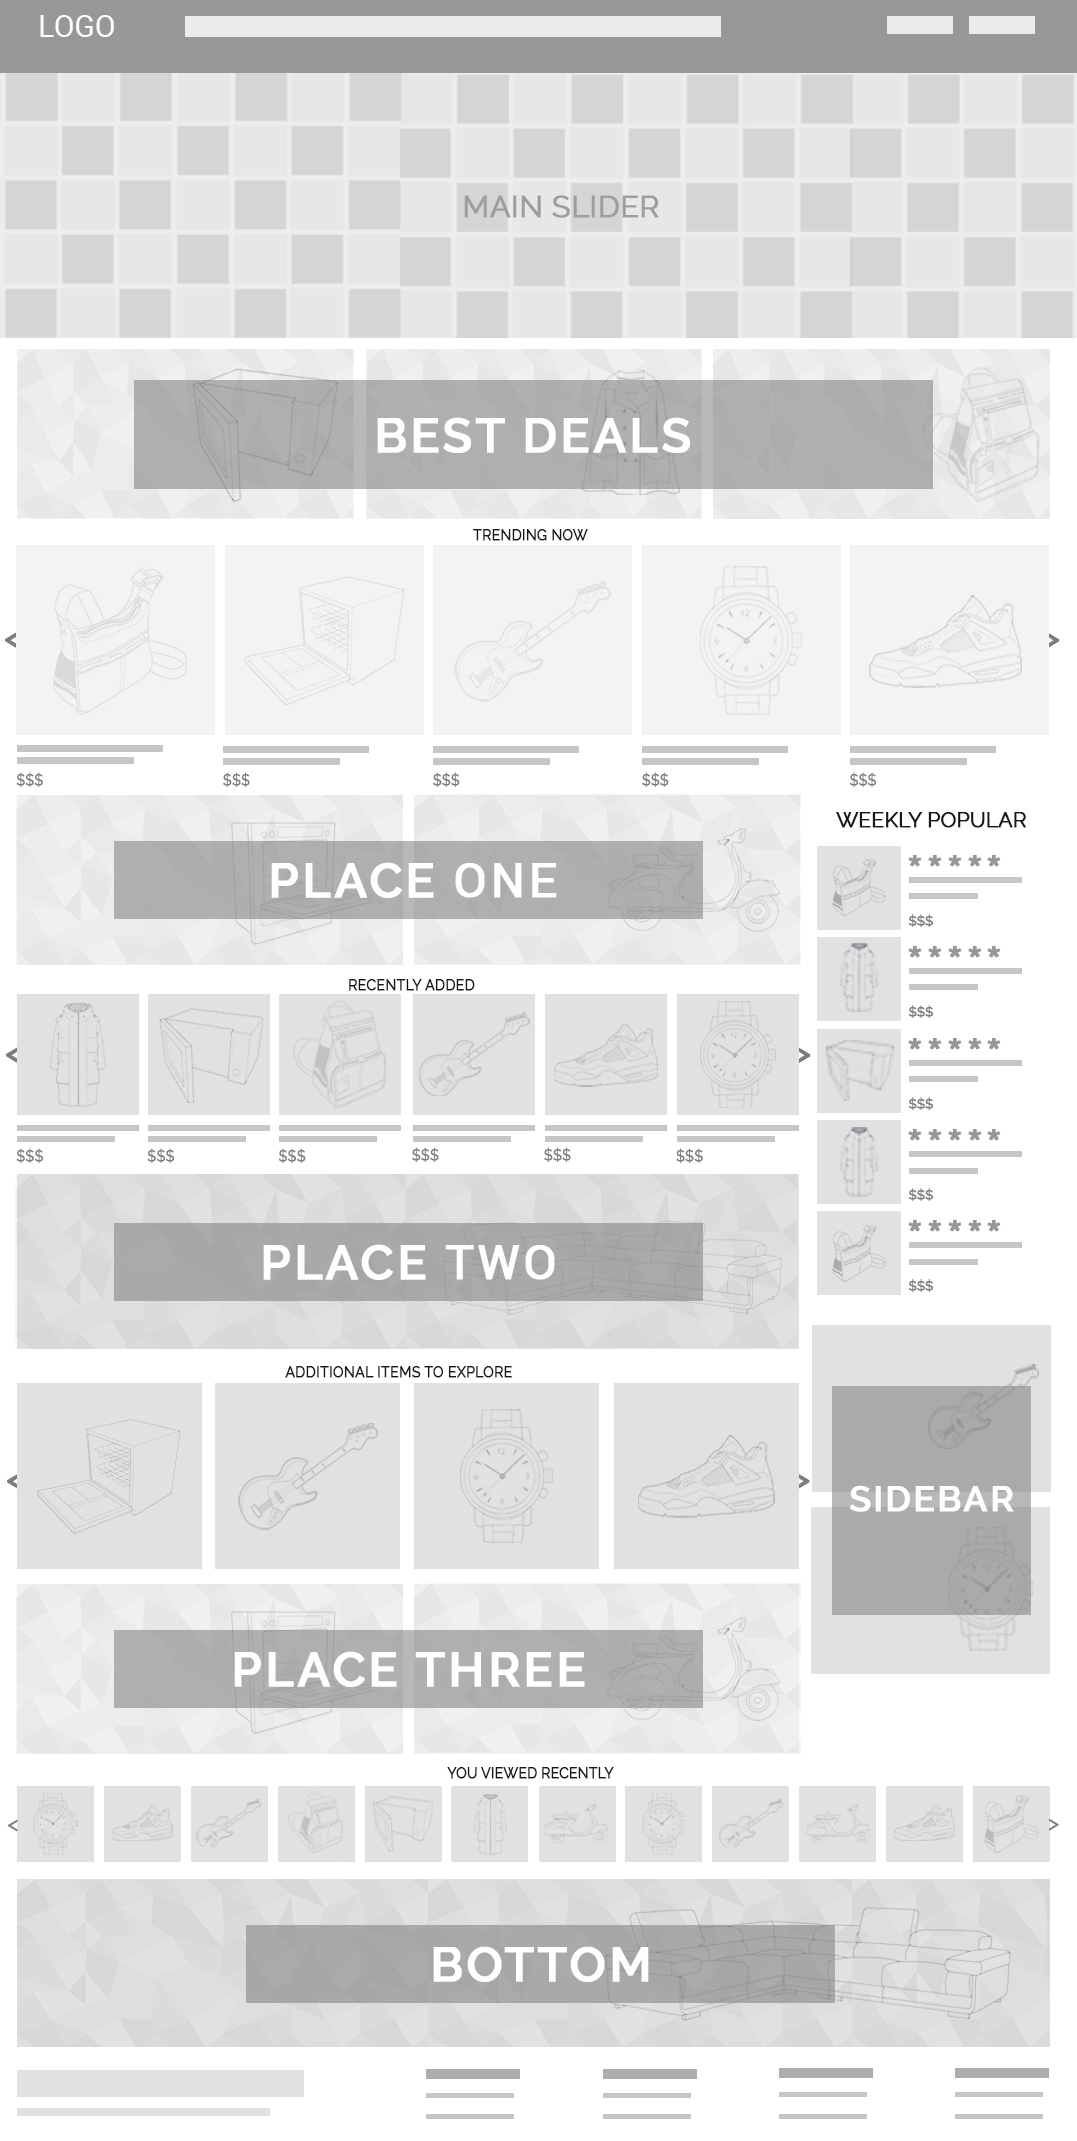 LOGO
MAIN SLIDER
BEST DEALS
TRENDING NOW
< >
$$$ $$$ $$$ $$$ $$$
PLACE ONE
RECENTLY ADDED
< >
$$$ $$$ $$$ $$$ $$$ $$$
PLACE TWO
ADDITIONAL ITEMS TO EXPLORE
< >
PLACE THREE
WEEKLY POPULAR
* * * * *
$$$
* * * * *
$$$
* * * * *
$$$
* * * * *
$$$
* * * * *
$$$
SIDEBAR
YOU VIEWED RECENTLY
< >
BOTTOM